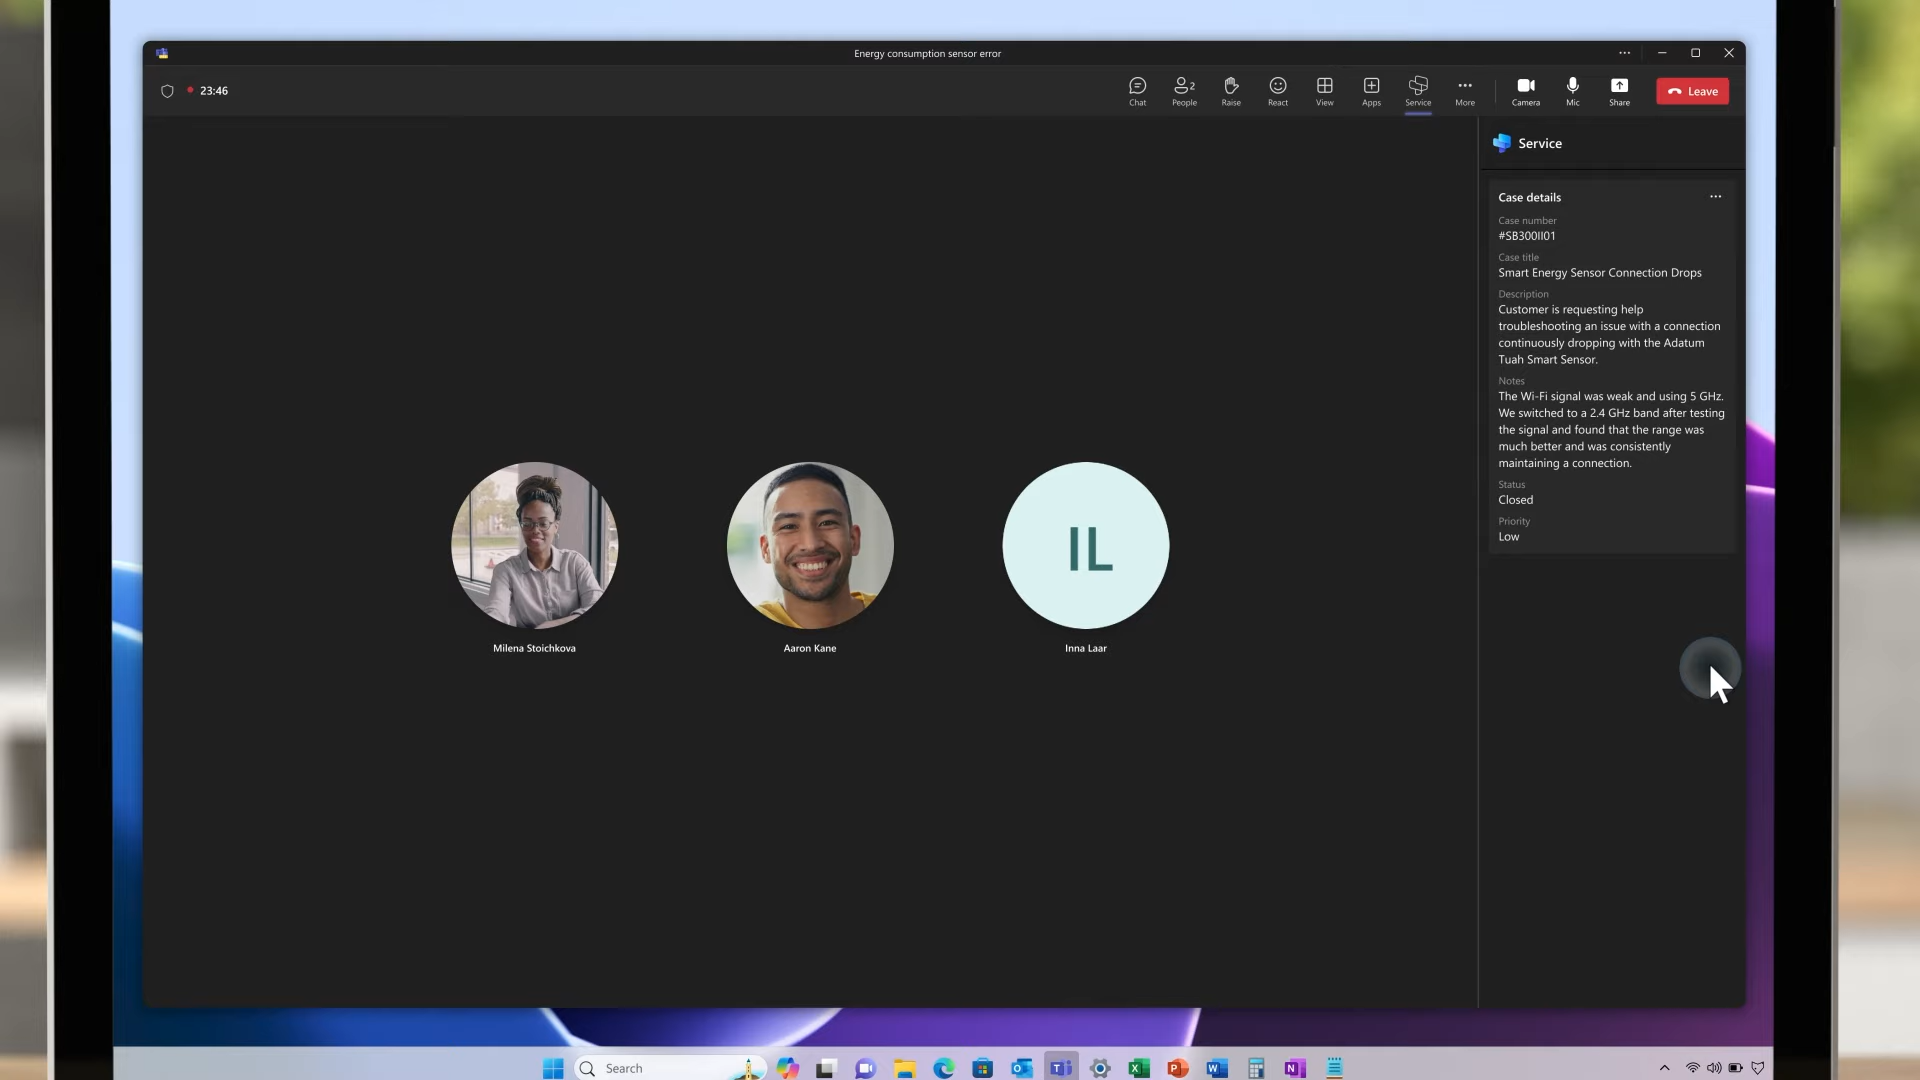 Energy consumption sensor error
23:46
2
Chat People Raise React View Apps Service More Camera Mic Share Leave
Service
Case details
Case number
#SB300II01
Case title
Smart Energy Sensor Connection Drops
Description
Customer is requesting help
troubleshooting an issue with a connection
continuously dropping with the Adatum
Tuah Smart Sensor.
Notes
The Wi-Fi signal was weak and using 5 GHz.
We switched to a 2.4 GHz band after testing
the signal and found that the range was
much better and was consistently
maintaining a connection.
Status
Closed
Priority
Low
IL
Milena Stoichkova Aaron Kane Inna Laar
Search